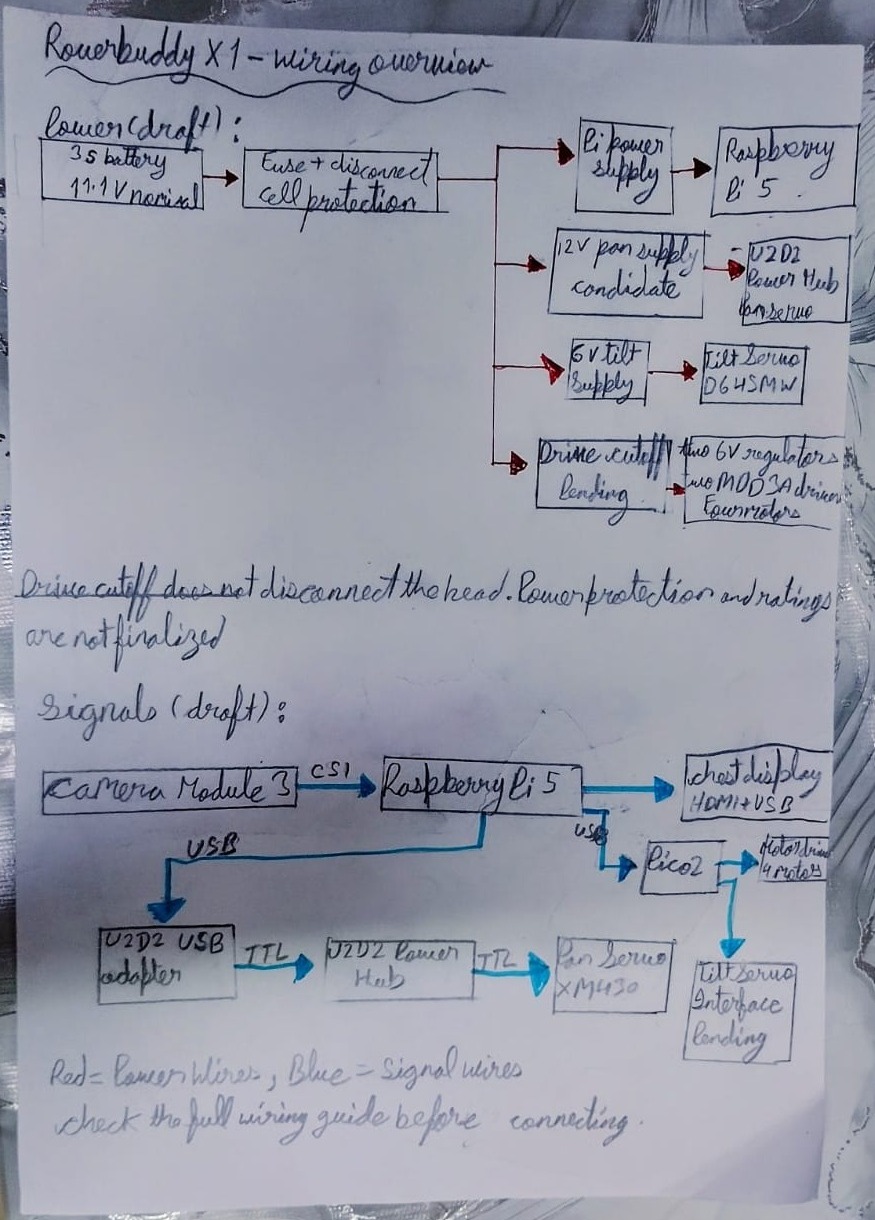 Roverbuddy X1 - wiring overview
Power (draft):
3s battery
11.1V nominal
Fuse + disconnect
cell protection
Pi power
supply
Raspberry
Pi 5
12V pan supply
candidate
U2D2
Power Hub
Pan servo
6V tilt
Supply
Tilt Servo
D645MW
Drive cutoff
Pending
two 6V regulators
two MDD3A drivers
Four motors
Drive cutoff does not disconnect the head. Power protection and ratings
are not finalized
Signals (draft):
Camera Module 3
CSI
Raspberry Pi 5
chest display
HDMI+USB
USB
USB
Pico2
Motor drive
4 motors
U2D2 USB
adapter
TTL
U2D2 Power
Hub
TTL
Pan Servo
XM430
Tilt Servo
Interface
Pending
Red = Power Wires, Blue = Signal wires
check the full wiring guide before connecting.